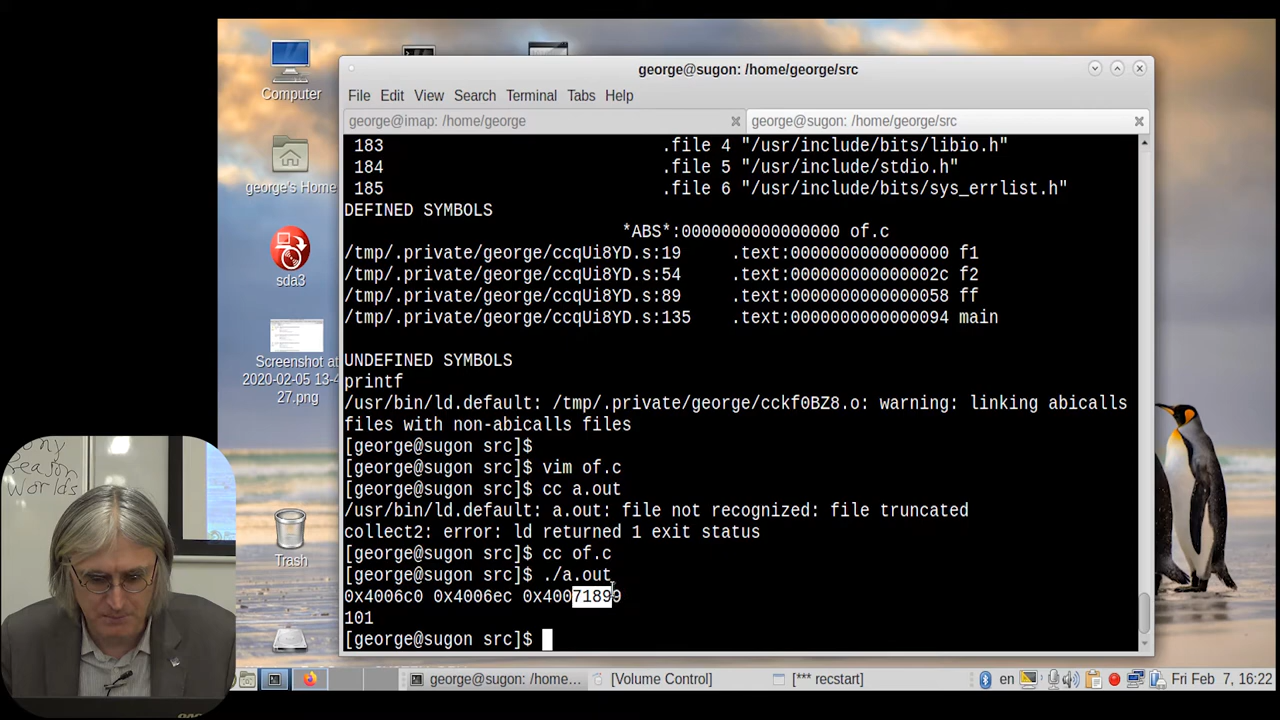 Computer
george's Home
sda3
Screenshot at
2020-02-05 13-4
27.png
Trash
george@sugon: /home/george/src
File Edit View Search Terminal Tabs Help
george@imap: /home/george
george@sugon: /home/george/src
183 .file 4 "/usr/include/bits/libio.h"
184 .file 5 "/usr/include/stdio.h"
185 .file 6 "/usr/include/bits/sys_errlist.h"
DEFINED SYMBOLS
*ABS*:0000000000000000 of.c
/tmp/.private/george/ccqUi8YD.s:19 .text:0000000000000000 f1
/tmp/.private/george/ccqUi8YD.s:54 .text:000000000000002c f2
/tmp/.private/george/ccqUi8YD.s:89 .text:0000000000000058 ff
/tmp/.private/george/ccqUi8YD.s:135 .text:0000000000000094 main
UNDEFINED SYMBOLS
printf
/usr/bin/ld.default: /tmp/.private/george/cckf0BZ8.o: warning: linking abicalls
files with non-abicalls files
[george@sugon src]$
[george@sugon src]$ vim of.c
[george@sugon src]$ cc a.out
/usr/bin/ld.default: a.out: file not recognized: file truncated
collect2: error: ld returned 1 exit status
[george@sugon src]$ cc of.c
[george@sugon src]$ ./a.out
0x4006c0 0x4006ec 0x40071899
101
[george@sugon src]$
Reason
Worlds
george@sugon: /home...
[Volume Control]
[*** recstart]
en
Fri Feb 7, 16:22